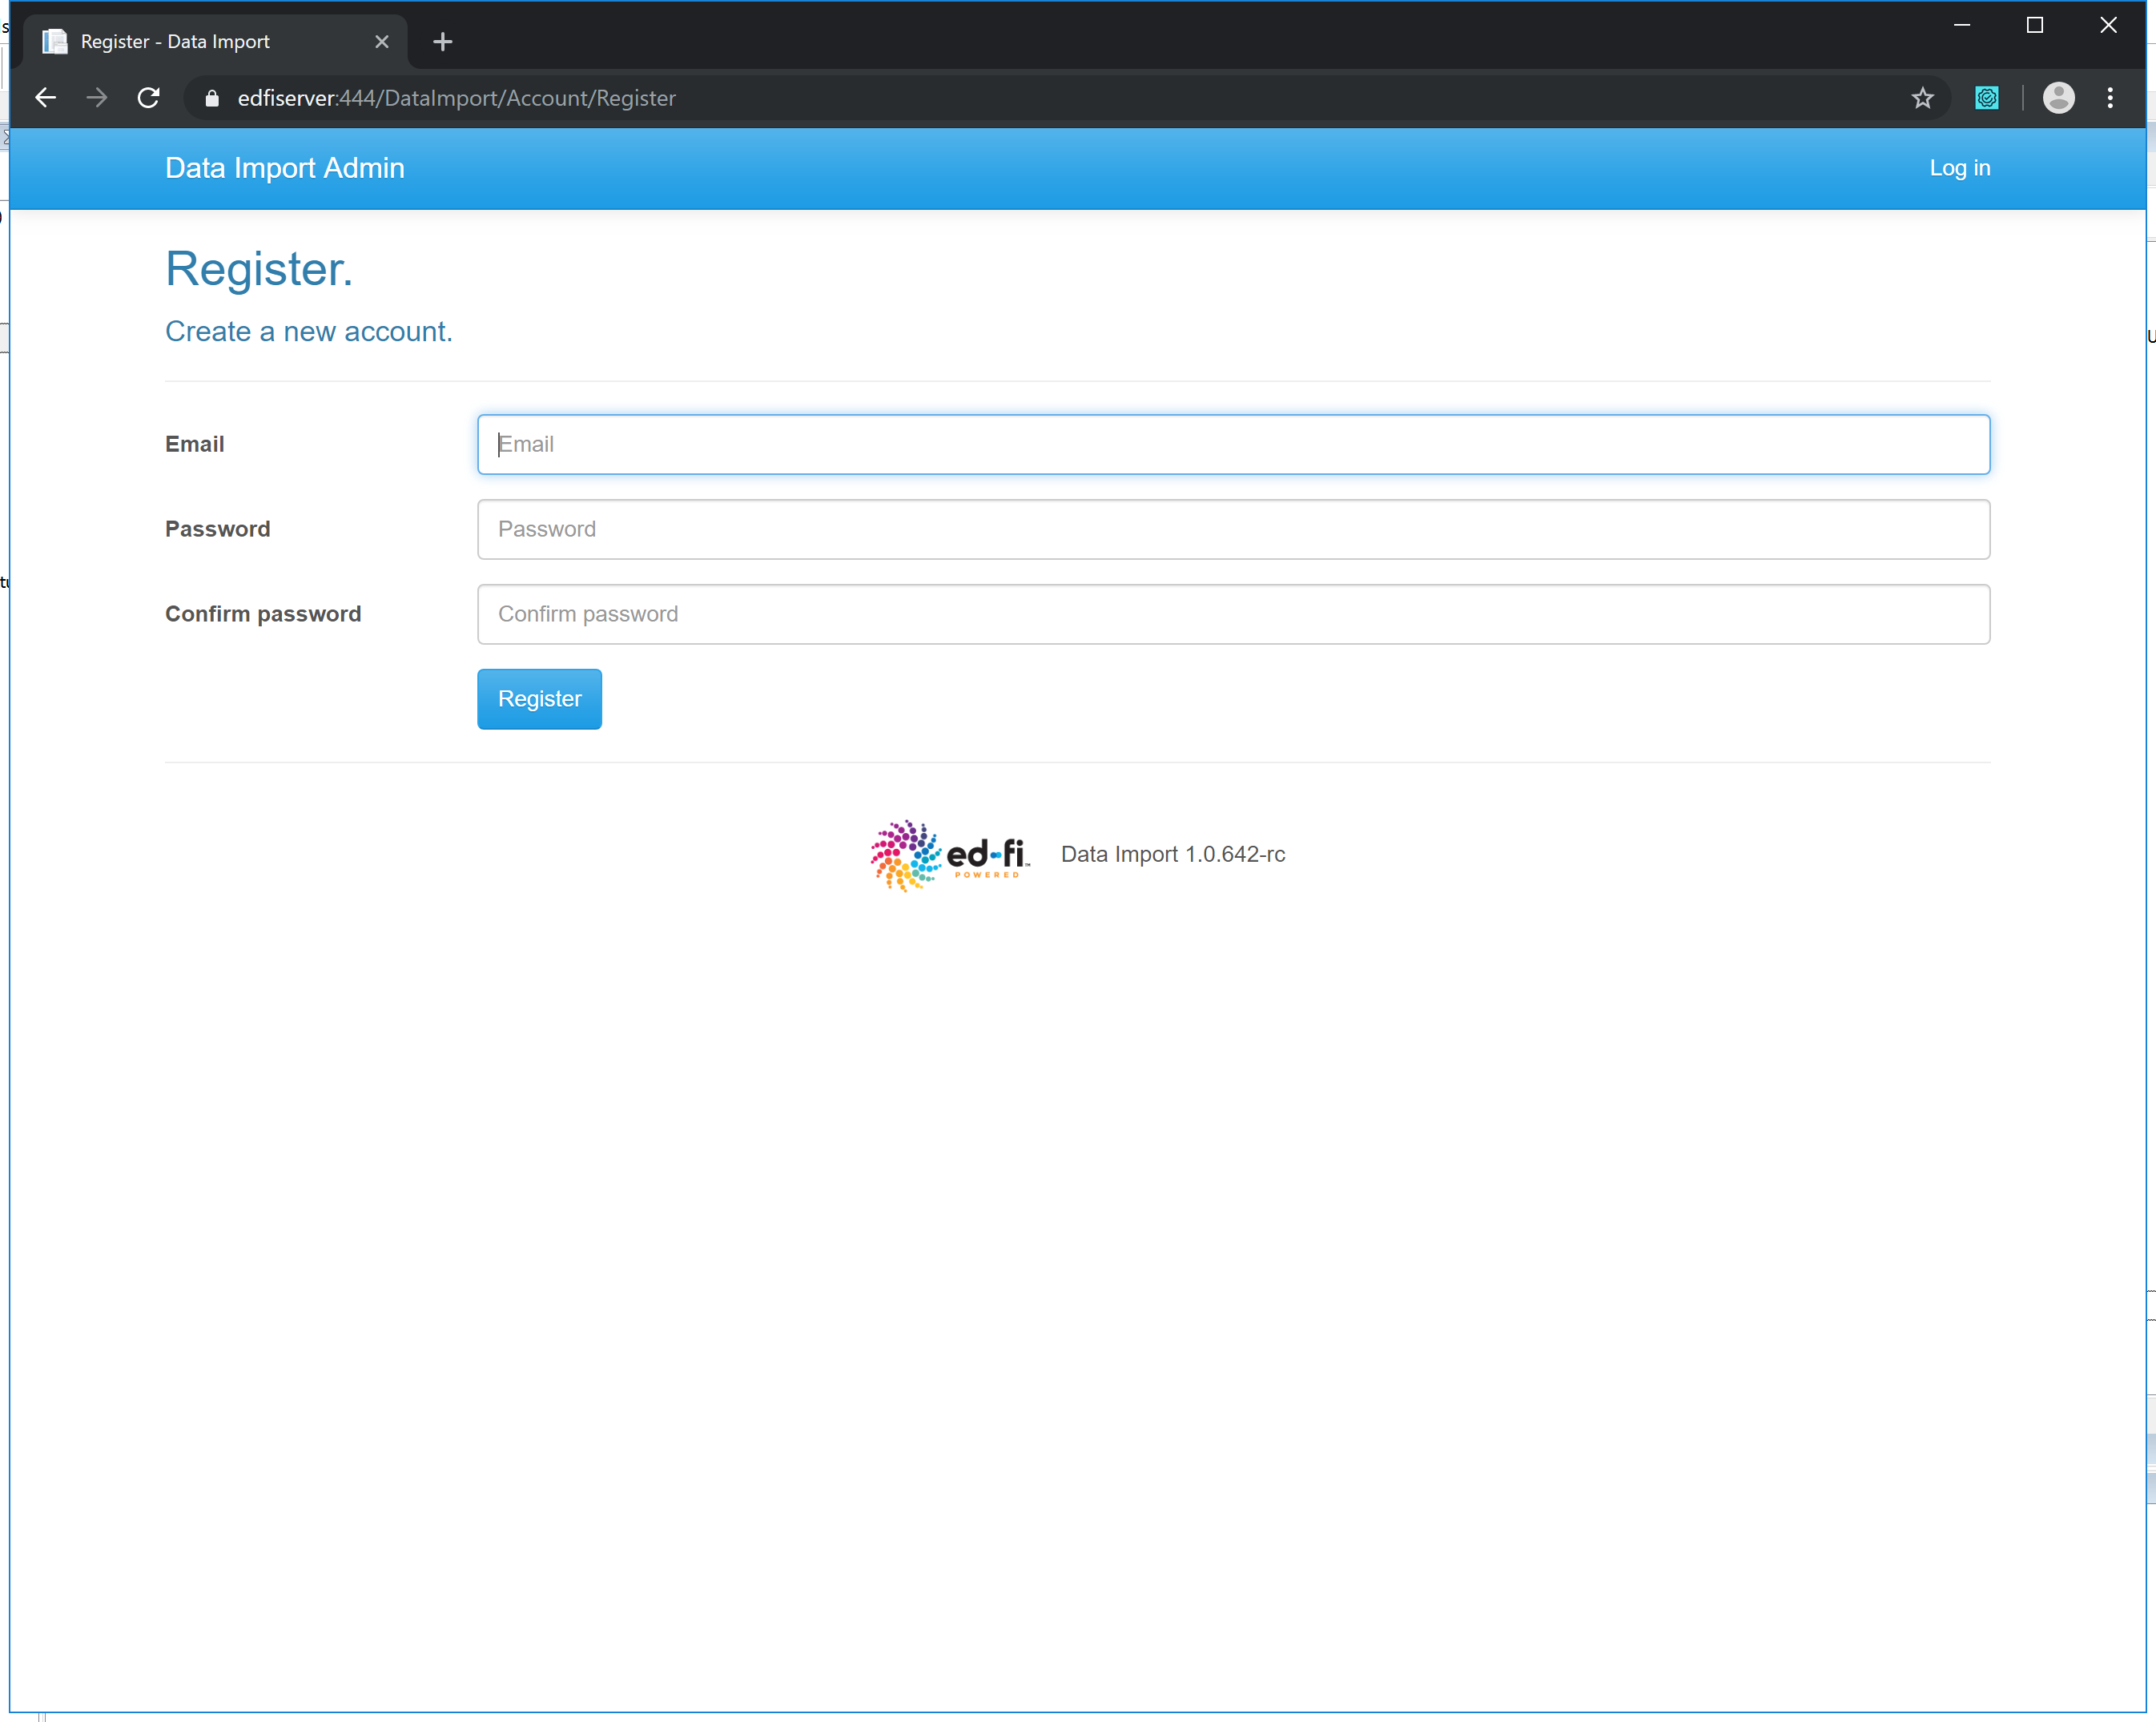 Register - Data Import
edfiserver:444/DataImport/Account/Register
Data Import Admin
Log in
Register.
Create a new account.
Email
Email
Password
Password
Confirm password
Confirm password
Register
ed-fi™
POWERED
Data Import 1.0.642-rc